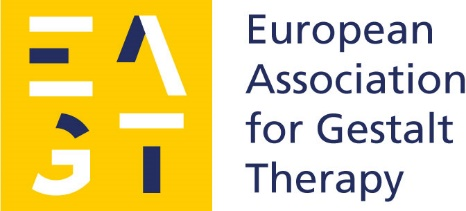 EA
GT
European
Association
for Gestalt
Therapy